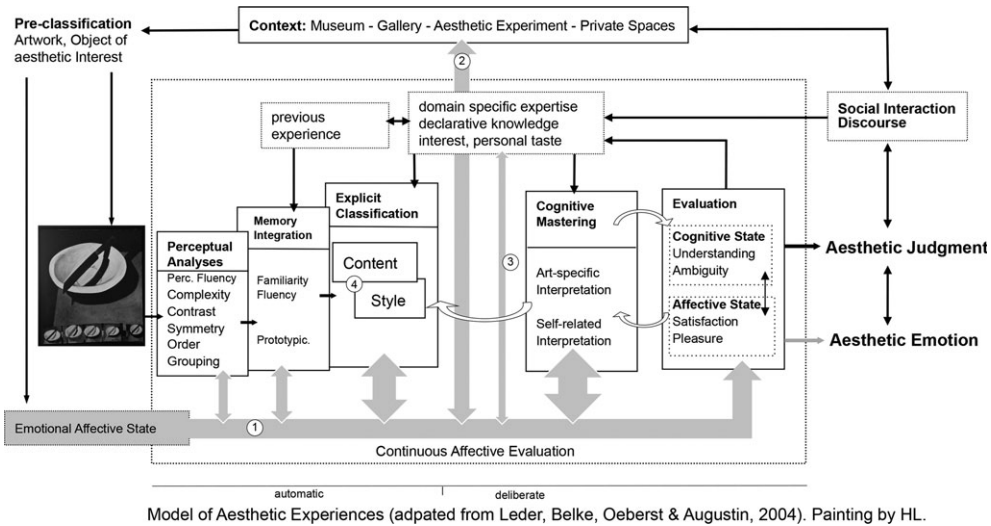 Pre-classification
Artwork, Object of
aesthetic Interest
Context: Museum - Gallery - Aesthetic Experiment - Private Spaces
2
domain specific expertise
declarative knowledge
interest, personal taste
previous
experience
Social Interaction
Discourse
Explicit
Classification
Memory
Integration
Perceptual
Analyses
Perc. Fluency
Complexity
Contrast
Symmetry
Order
Grouping
Familiarity
Fluency
Prototypic.
Content
4
Style
3
Cognitive
Mastering
Art-specific
Interpretation
Self-related
Interpretation
Evaluation
Cognitive State
Understanding
Ambiguity
Affective State
Satisfaction
Pleasure
Aesthetic Judgment
Aesthetic Emotion
Emotional Affective State
1
Continuous Affective Evaluation
automatic
deliberate
Model of Aesthetic Experiences (adpated from Leder, Belke, Oeberst & Augustin, 2004). Painting by HL.